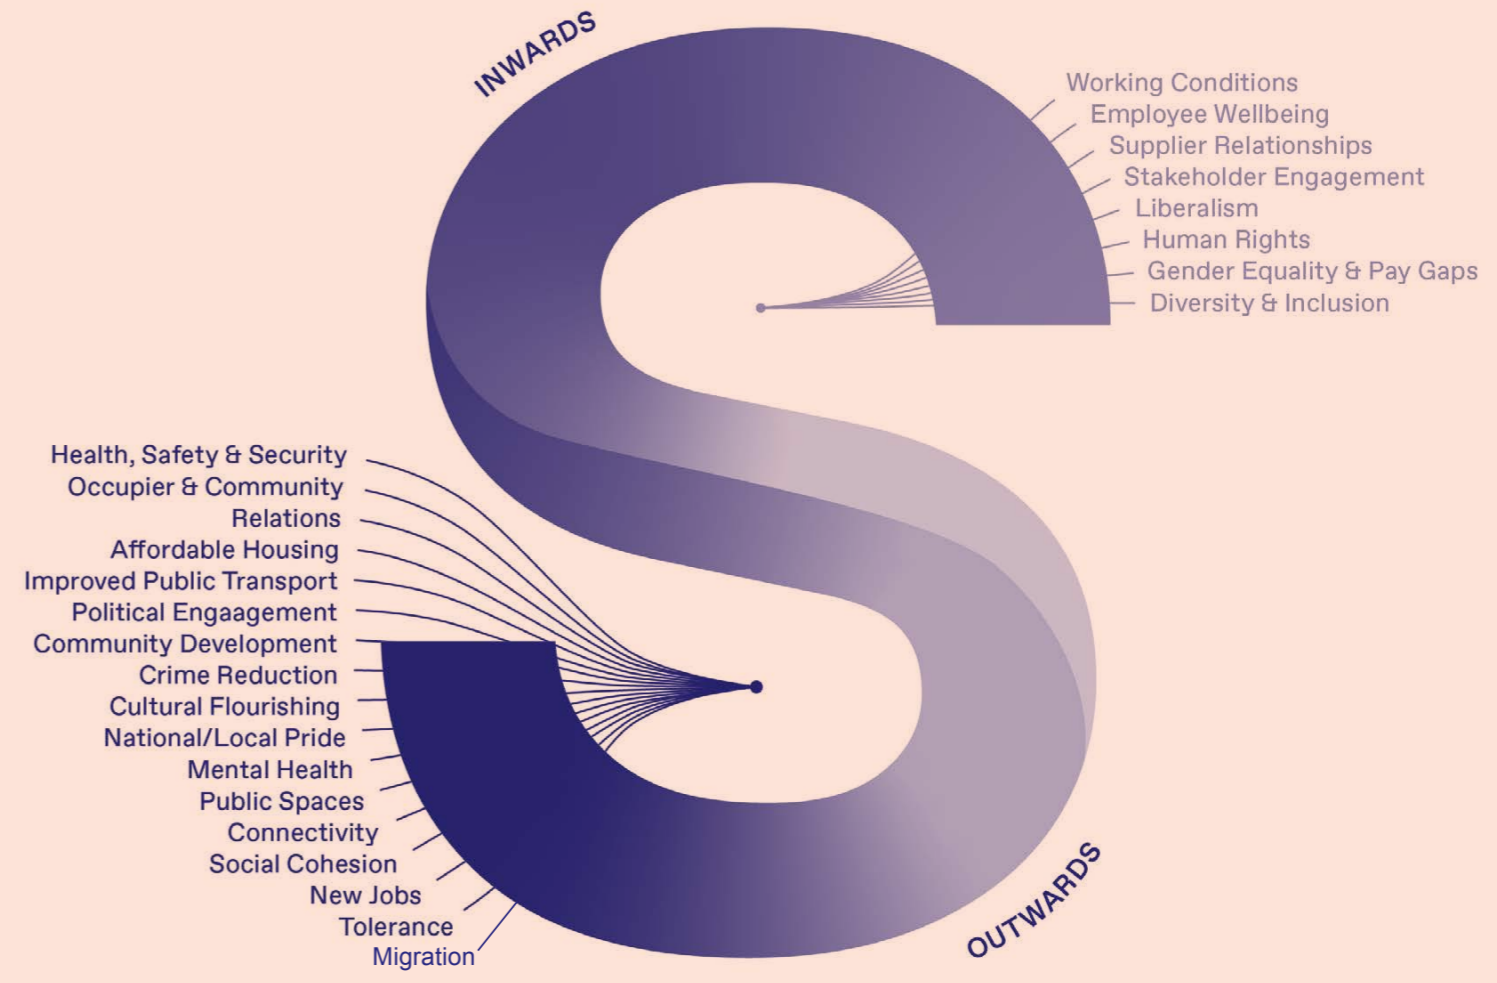 INWARDS
Working Conditions
Employee Wellbeing
Supplier Relationships
Stakeholder Engagement
Liberalism
Human Rights
Gender Equality & Pay Gaps
Diversity & Inclusion
Health, Safety & Security
Occupier & Community
Relations
Affordable Housing
Improved Public Transport
Political Engaagement
Community Development
Crime Reduction
Cultural Flourishing
National/Local Pride
Mental Health
Public Spaces
Connectivity
Social Cohesion
New Jobs
Tolerance
Migration
OUTWARDS